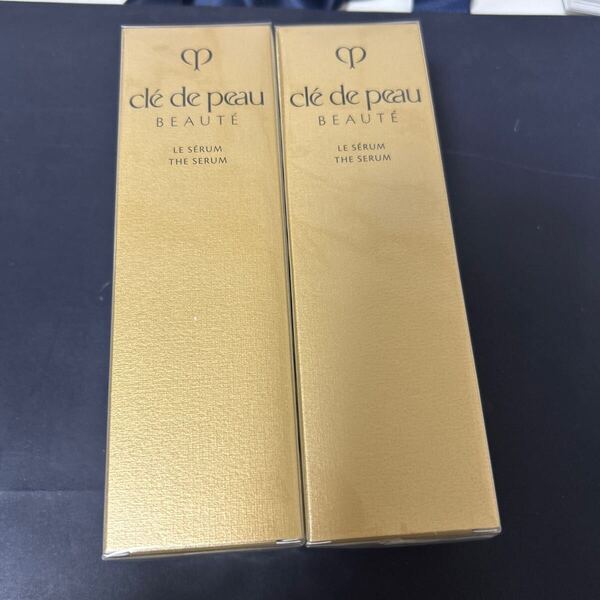 clé de peau
BEAUTÉ
LE SÉRUM
THE SERUM
clé de peau
BEAUTÉ
LE SÉRUM
THE SERUM